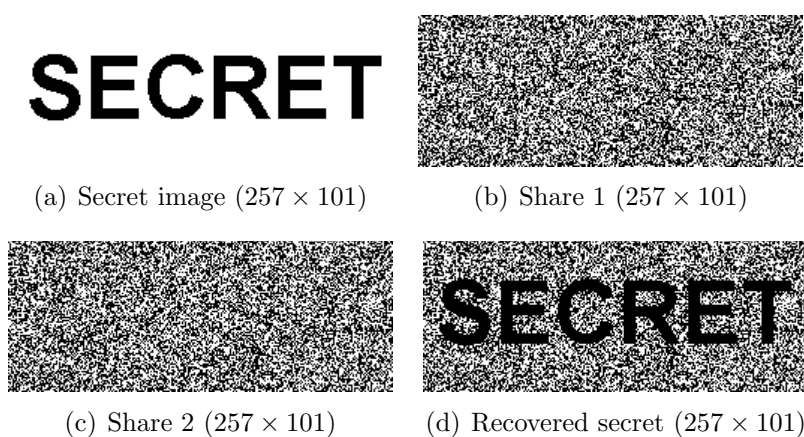 SECRET
(a) Secret image (257 × 101)
(b) Share 1 (257 × 101)
SECRET
(c) Share 2 (257 × 101)
(d) Recovered secret (257 × 101)